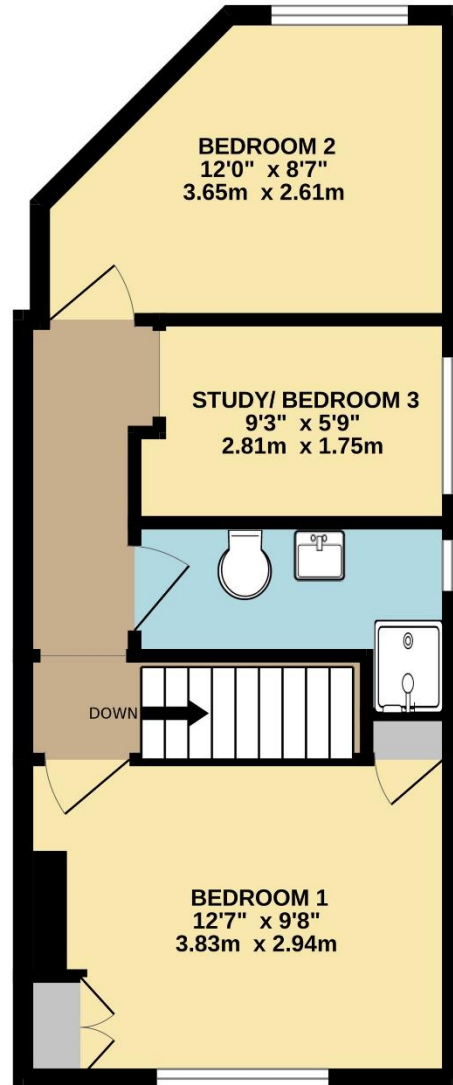 BEDROOM 2
12'0" x 8'7"
3.65m x 2.61m
STUDY/ BEDROOM 3
9'3" x 5'9"
2.81m x 1.75m
DOWN
BEDROOM 1
12'7" x 9'8"
3.83m x 2.94m